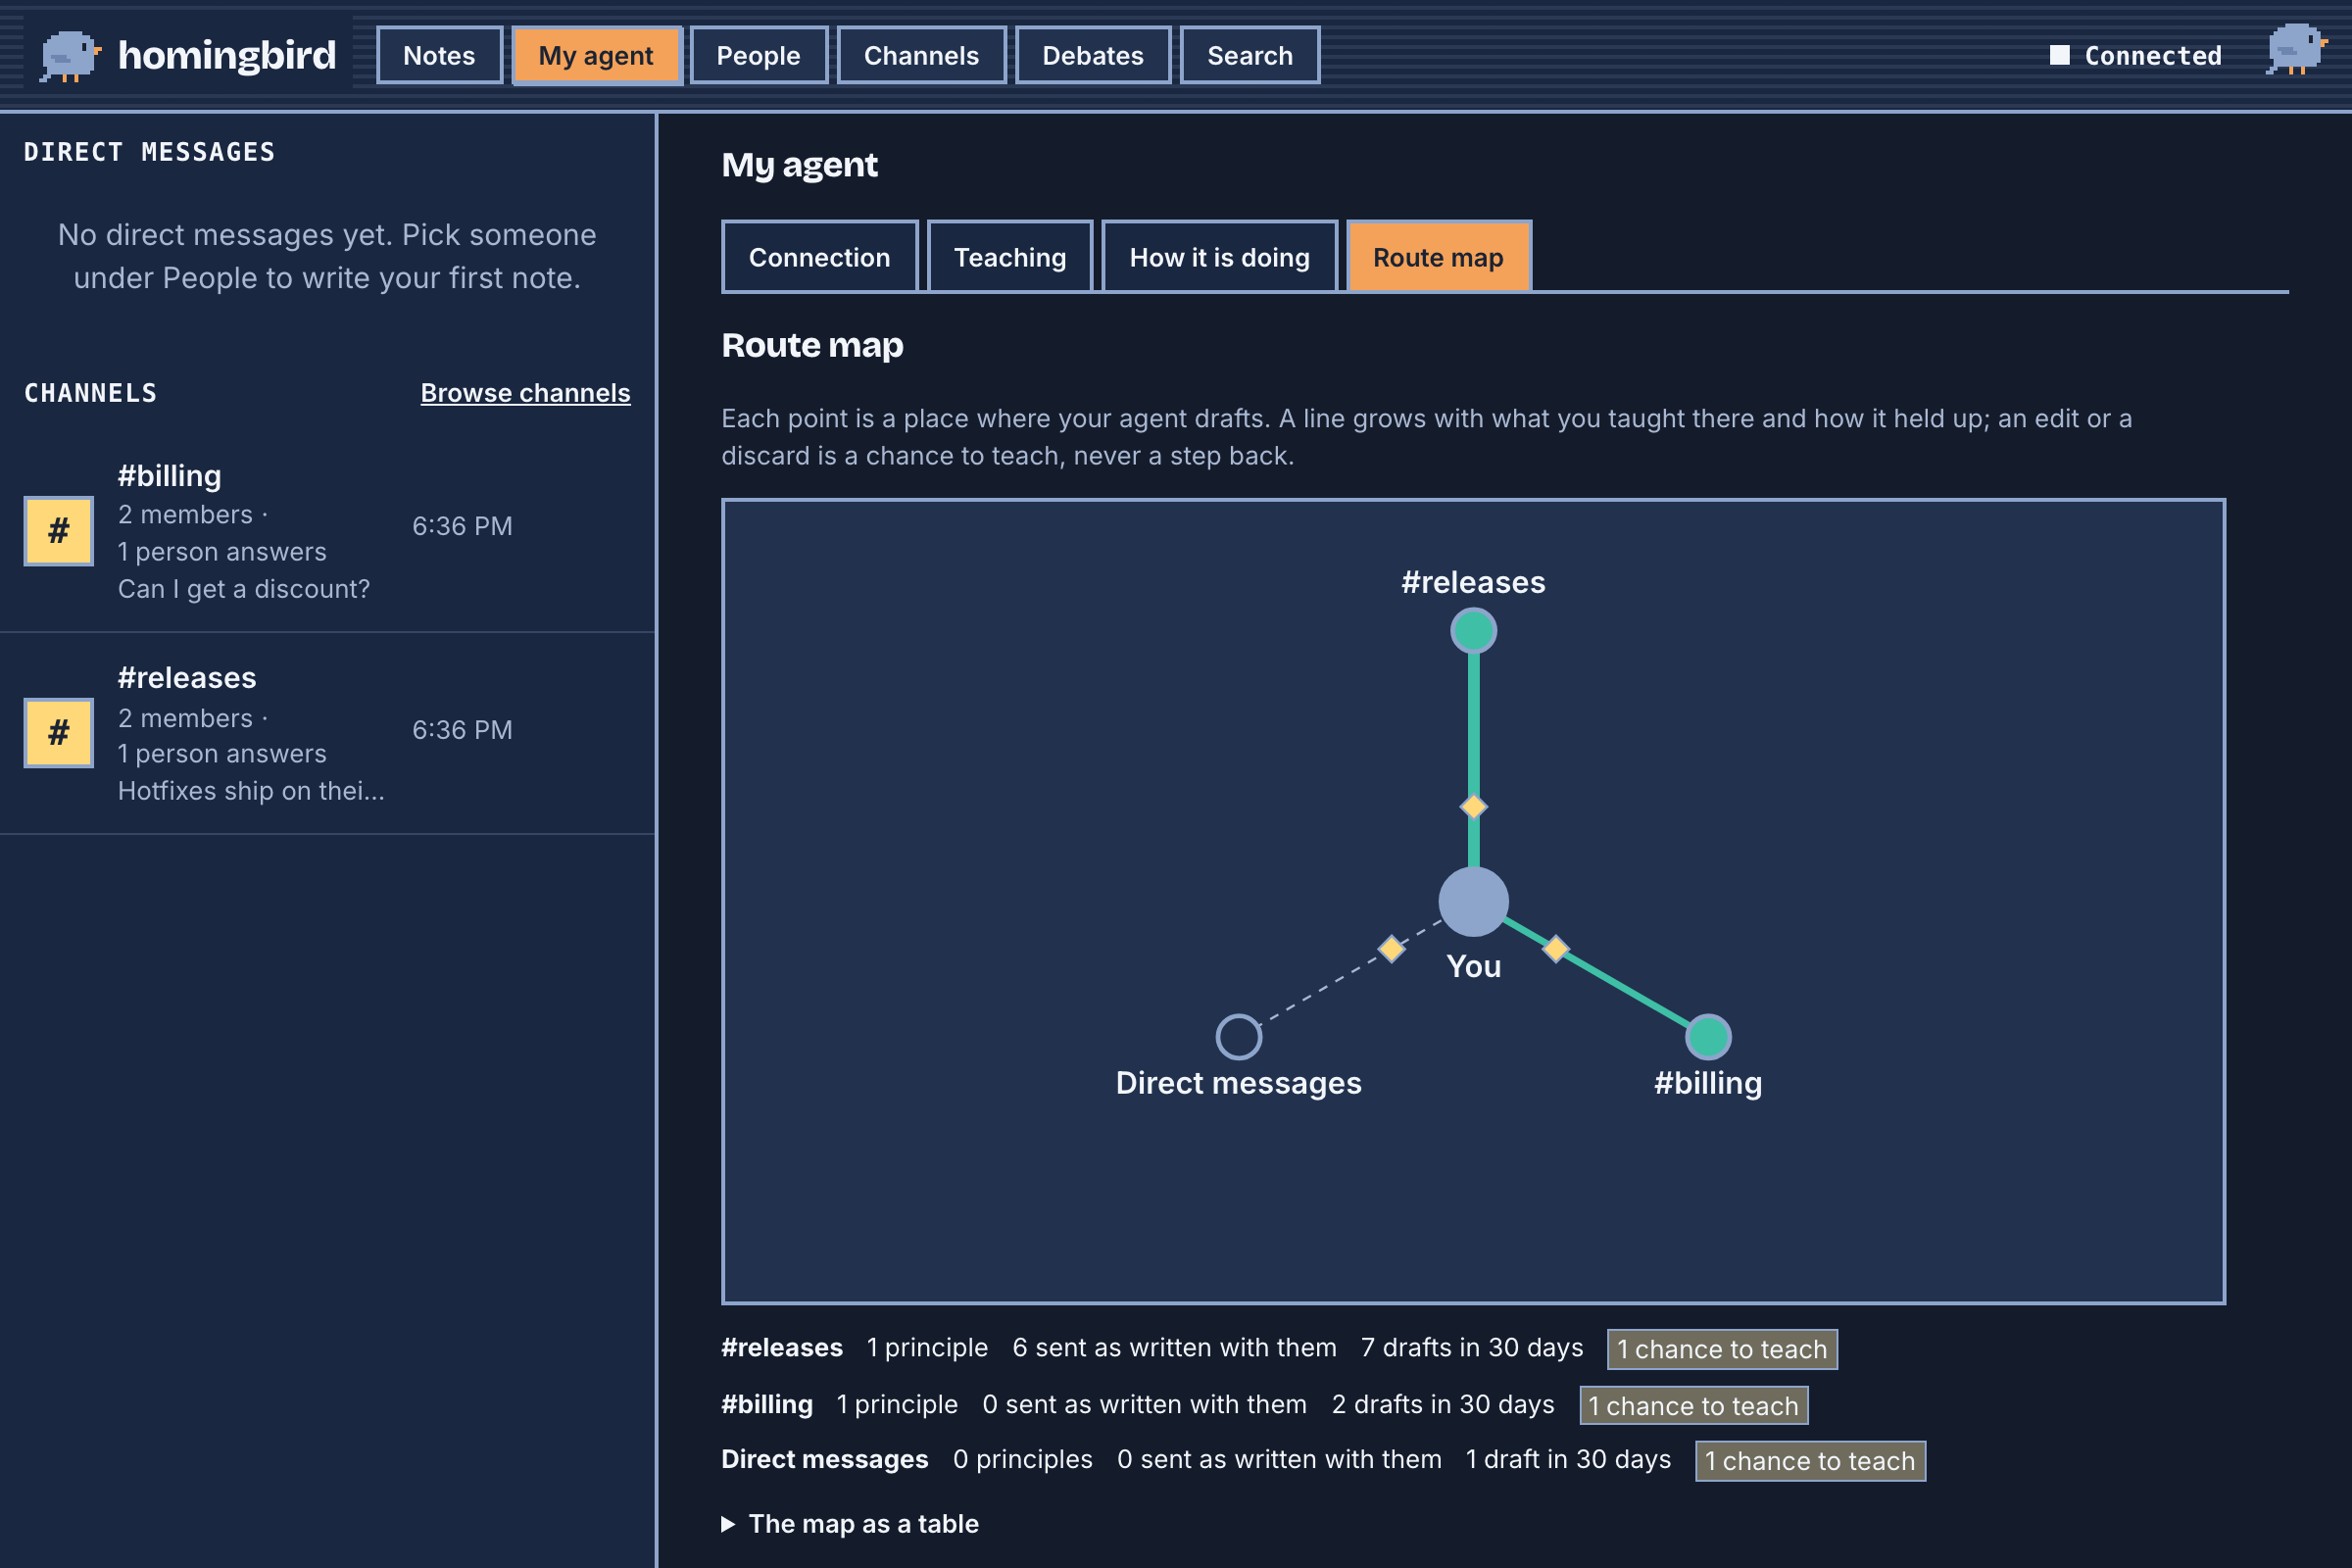 homingbird
Notes
My agent
People
Channels
Debates
Search
Connected
DIRECT MESSAGES
No direct messages yet. Pick someone
under People to write your first note.
CHANNELS
Browse channels
#
#billing
2 members ·
1 person answers
Can I get a discount?
6:36 PM
#
#releases
2 members ·
1 person answers
Hotfixes ship on thei...
6:36 PM
My agent
Connection
Teaching
How it is doing
Route map
Route map
Each point is a place where your agent drafts. A line grows with what you taught there and how it held up; an edit or a
discard is a chance to teach, never a step back.
#releases
You
Direct messages
#billing
#releases 1 principle 6 sent as written with them 7 drafts in 30 days 1 chance to teach
#billing 1 principle 0 sent as written with them 2 drafts in 30 days 1 chance to teach
Direct messages 0 principles 0 sent as written with them 1 draft in 30 days 1 chance to teach
The map as a table